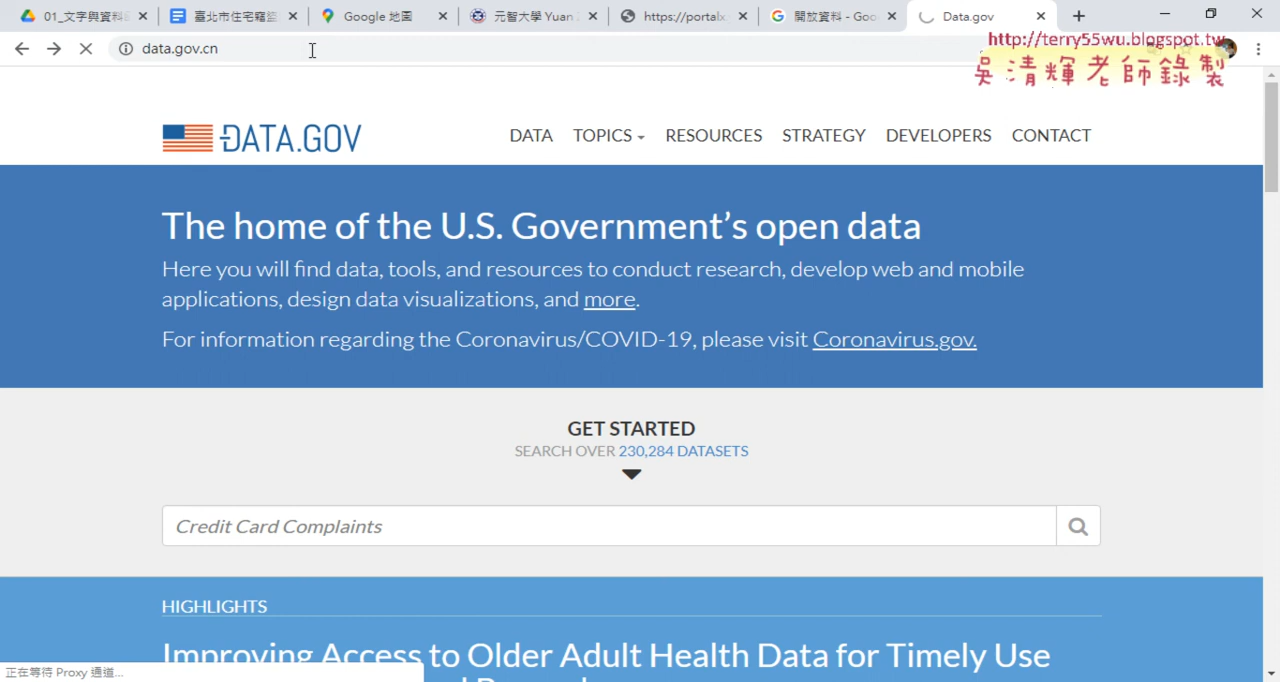 01_文字與資料
臺北市住宅竊盜
Google 地圖
元智大學 Yuan
https://portalx.
開放資料 - Goo
Data.gov
data.gov.cn
http://terry55wu.blogspot.tw
吳清輝老師錄製
DATA.GOV
DATA
TOPICS
RESOURCES
STRATEGY
DEVELOPERS
CONTACT
The home of the U.S. Government’s open data
Here you will find data, tools, and resources to conduct research, develop web and mobile
applications, design data visualizations, and more.
For information regarding the Coronavirus/COVID-19, please visit Coronavirus.gov.
GET STARTED
SEARCH OVER 230,284 DATASETS
Credit Card Complaints
HIGHLIGHTS
Improving Access to Older Adult Health Data for Timely Use
正在等待 Proxy 通道...